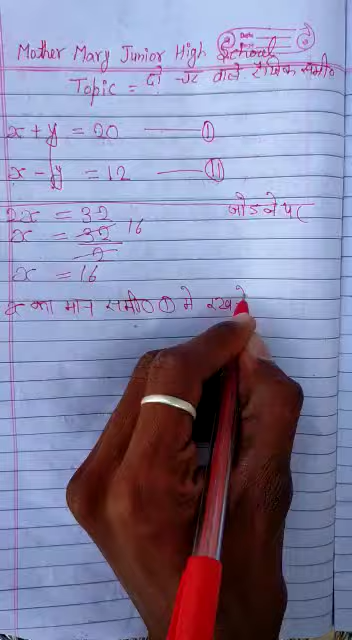 Mother Mary Junior High School
Topic = दो चर वाले रैखिक समी०
x + y = 20 ——— ①
x − y = 12 ——— ⑪
2x = 32 जोडने पर
x = 32/2 16
x = 16
x का मान समी० ① में रखने